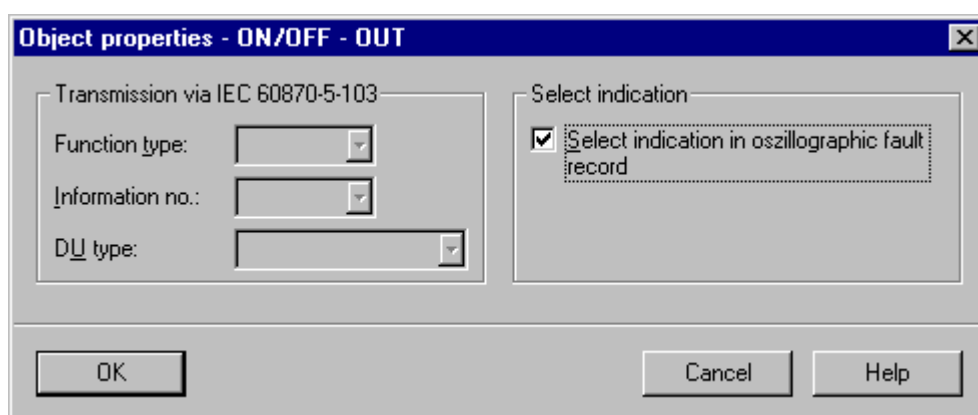 Object properties - ON/OFF - OUT
Transmission via IEC 60870-5-103
Function type:
Information no.:
DU type:
Select indication
Select indication in oszillographic fault
record
OK
Cancel
Help